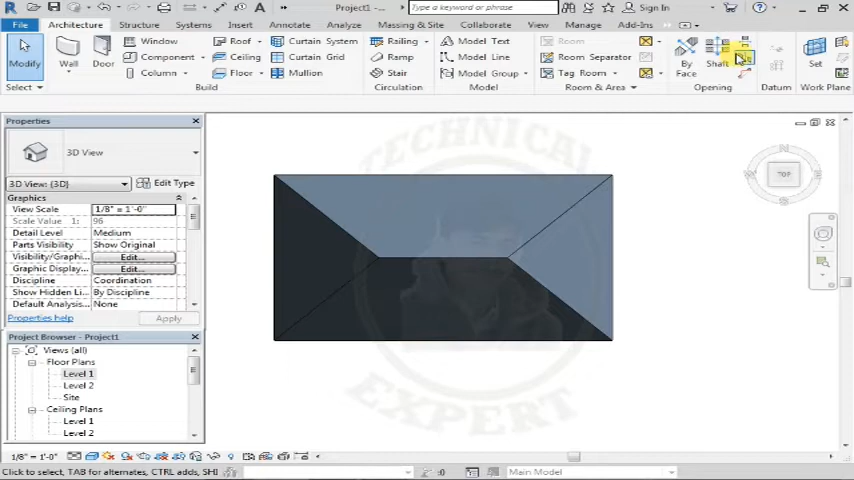 Project1 -...
Type a keyword or phrase
Sign In
File Architecture Structure Systems Insert Annotate Analyze Massing & Site Collaborate View Manage Add-Ins
Modify Wall Door Window Roof Curtain System Railing Model Text Room By Face Shaft Set
Component Ceiling Curtain Grid Ramp Model Line Room Separator
Column Floor Mullion Stair Model Group Tag Room
Select Build Circulation Model Room & Area Opening Datum Work Plane
Properties
3D View
3D View: {3D} Edit Type
Graphics
View Scale 1/8" = 1'-0"
Scale Value 1: 96
Detail Level Medium
Parts Visibility Show Original
Visibility/Graphi... Edit...
Graphic Display... Edit...
Discipline Coordination
Show Hidden Li... By Discipline
Default Analysis... None
Properties help Apply
Project Browser - Project1
Views (all)
Floor Plans
Level 1
Level 2
Site
Ceiling Plans
Level 1
Level 2
TECHNICAL
EXPERT
TOP
1/8" = 1'-0"
Click to select, TAB for alternates, CTRL adds, SHI
:0
Main Model